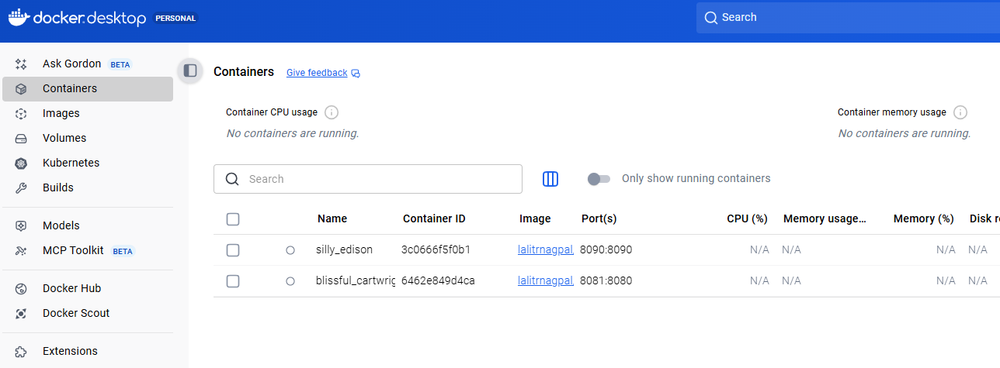 docker.desktop PERSONAL Search
Ask Gordon BETA
Containers
Images
Volumes
Kubernetes
Builds
Models
MCP Toolkit BETA
Docker Hub
Docker Scout
Extensions
Containers Give feedback
Container CPU usage
No containers are running.
Container memory usage
No containers are running.
Search
Only show running containers
Name Container ID Image Port(s) CPU (%) Memory usage... Memory (%) Disk r
silly_edison 3c0666f5f0b1 lalitrnagpal 8090:8090 N/A N/A N/A N/A
blissful_cartwrig 6462e849d4ca lalitrnagpal 8081:8080 N/A N/A N/A N/A